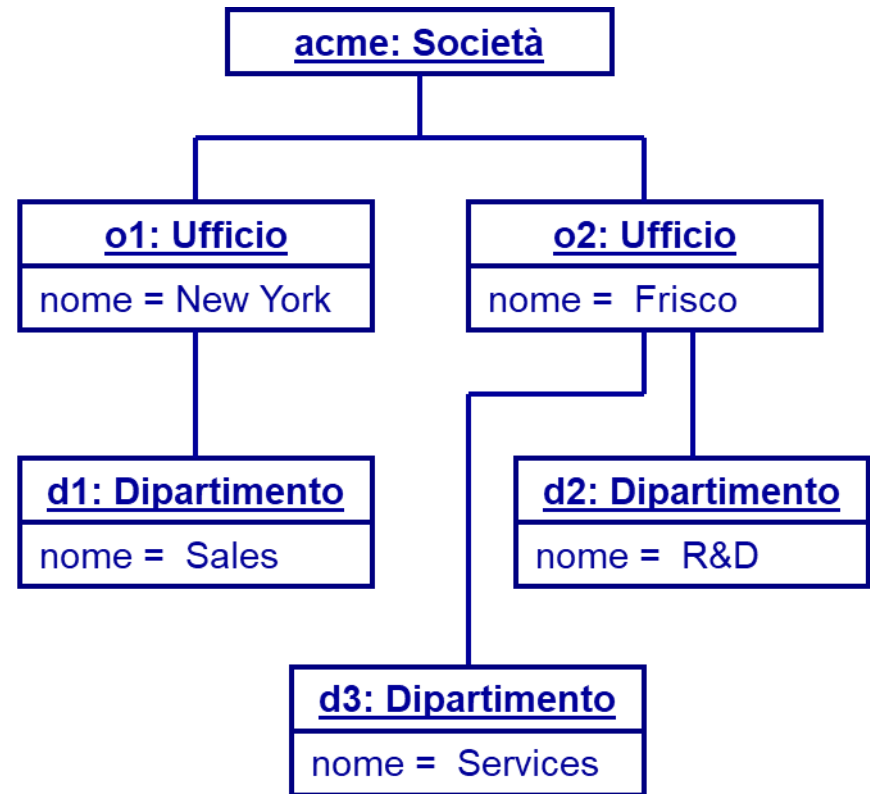 acme: Società
o1: Ufficio
nome = New York
o2: Ufficio
nome = Frisco
d1: Dipartimento
nome = Sales
d2: Dipartimento
nome = R&D
d3: Dipartimento
nome = Services